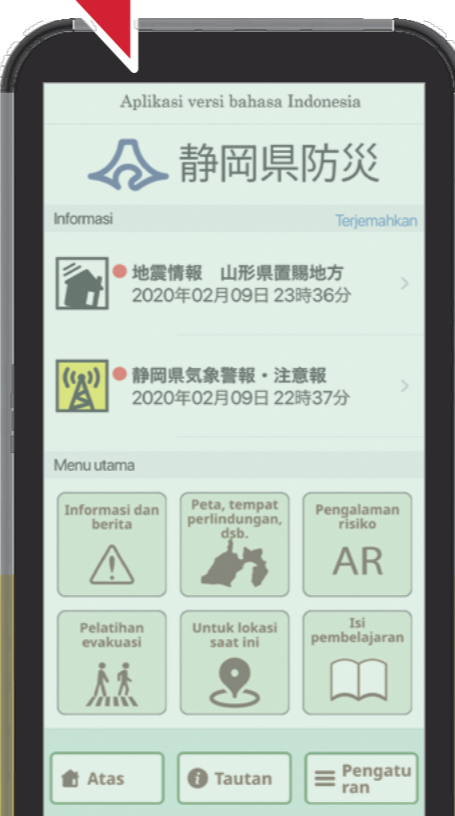 Aplikasi versi bahasa Indonesia
静岡県防災
Informasi
Terjemahkan
地震情報　山形県置賜地方
2020年02月09日 23時36分
静岡県気象警報・注意報
2020年02月09日 22時37分
Menu utama
Informasi dan
berita
Peta, tempat
perlindungan,
dsb.
Pengalaman
risiko
AR
Pelatihan
evakuasi
Untuk lokasi
saat ini
Isi
pembelajaran
Atas
Tautan
Pengatu
ran